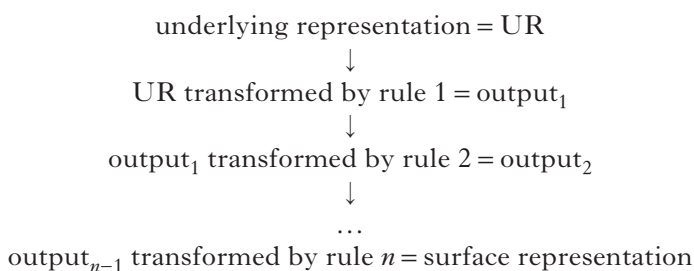 underlying representation = UR
↓
UR transformed by rule 1 = output₁
↓
output₁ transformed by rule 2 = output₂
↓
…
outputₙ₋₁ transformed by rule n = surface representation